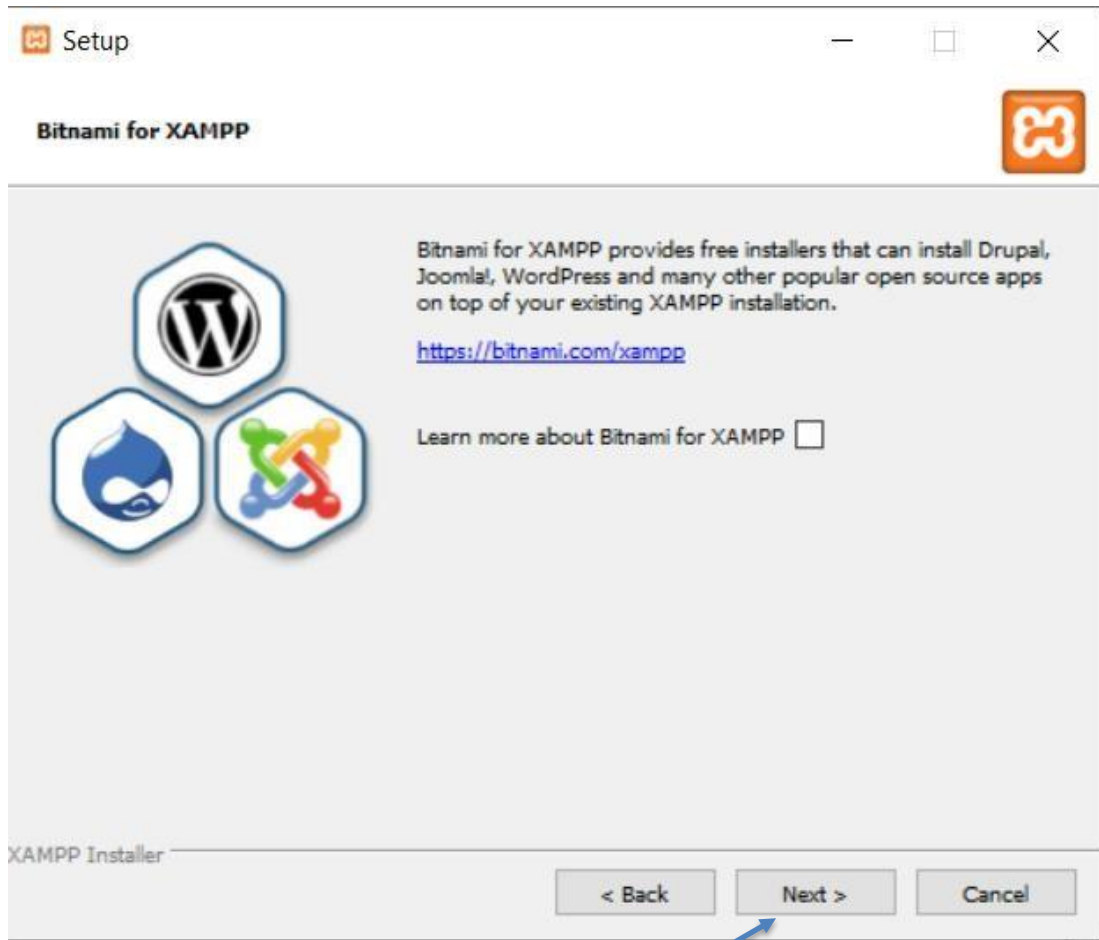 Setup
Bitnami for XAMPP
Bitnami for XAMPP provides free installers that can install Drupal,
Joomla!, WordPress and many other popular open source apps
on top of your existing XAMPP installation.
https://bitnami.com/xampp
Learn more about Bitnami for XAMPP
XAMPP Installer
< Back
Next >
Cancel